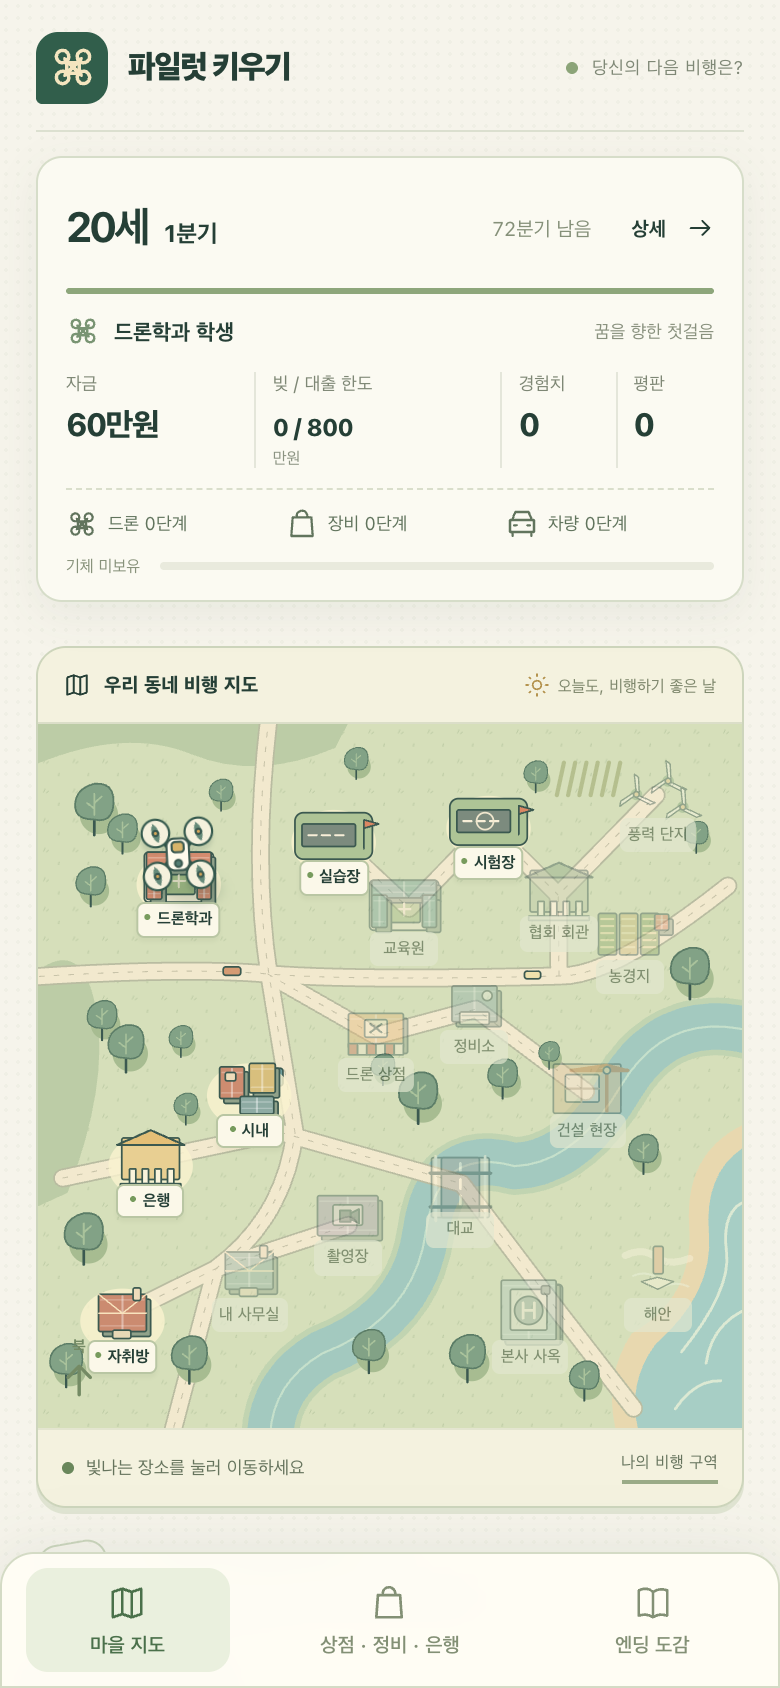 파일럿 키우기
당신의 다음 비행은?
20세 1분기
72분기 남음
상세
드론학과 학생
꿈을 향한 첫걸음
자금
60만원
빚 / 대출 한도
0 / 800
만원
경험치
0
평판
0
드론 0단계
장비 0단계
차량 0단계
기체 미보유
우리 동네 비행 지도
오늘도, 비행하기 좋은 날
풍력 단지
시험장
실습장
드론학과
협회 회관
교육원
농경지
정비소
드론 상점
시내
건설 현장
은행
대교
촬영장
내 사무실
해안
H
북
자취방
본사 사옥
빛나는 장소를 눌러 이동하세요
나의 비행 구역
마을 지도
상점 · 정비 · 은행
엔딩 도감